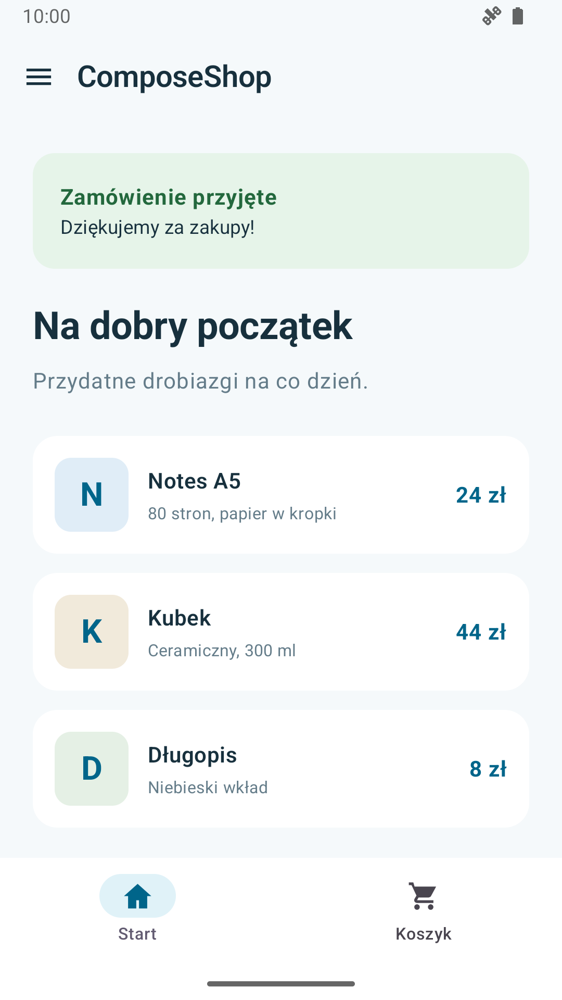 10:00
ComposeShop
Zamówienie przyjęte
Dziękujemy za zakupy!
Na dobry początek
Przydatne drobiazgi na co dzień.
N
Notes A5
80 stron, papier w kropki
24 zł
K
Kubek
Ceramiczny, 300 ml
44 zł
D
Długopis
Niebieski wkład
8 zł
Start
Koszyk